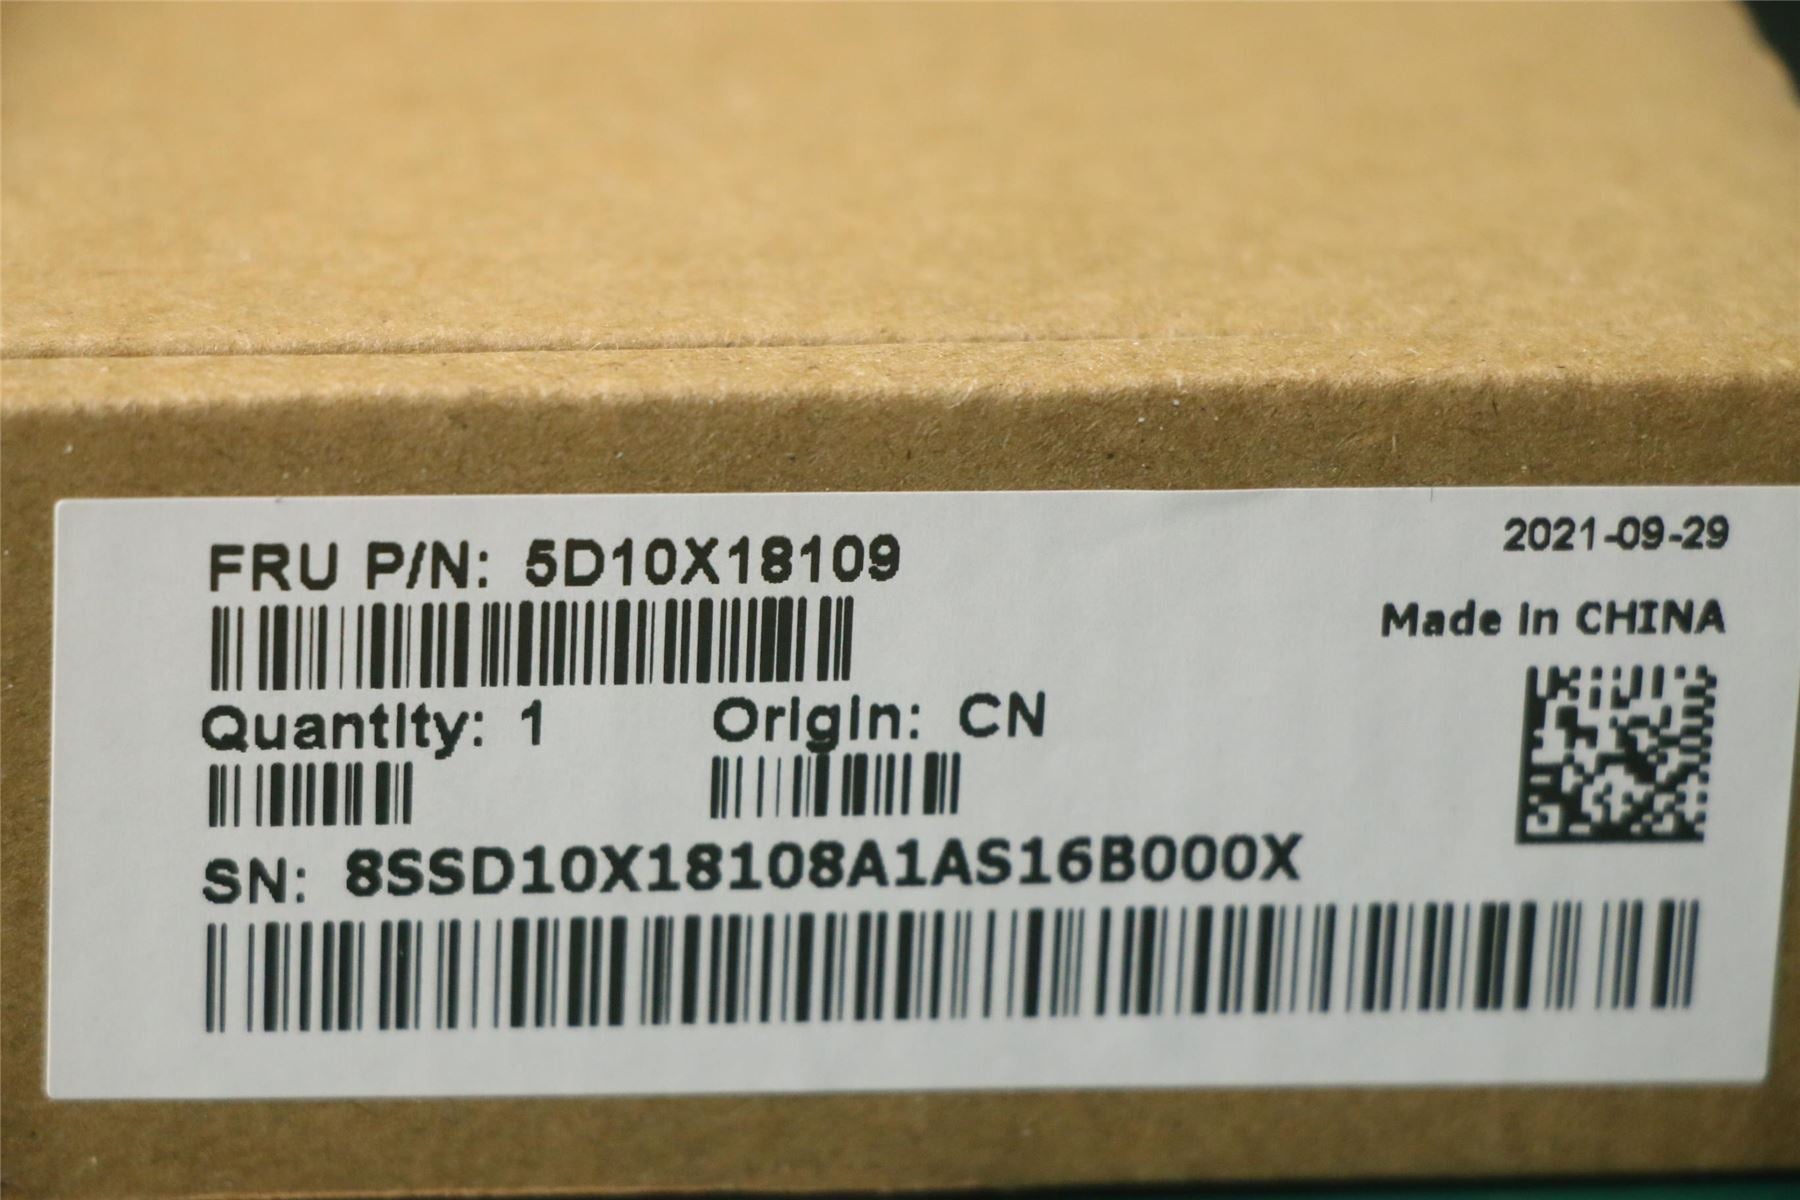 FRU P/N: 5D10X18109
2021-09-29
Made in CHINA
Quantity: 1
Origin: CN
SN: 8SSD10X18108A1AS16B000X